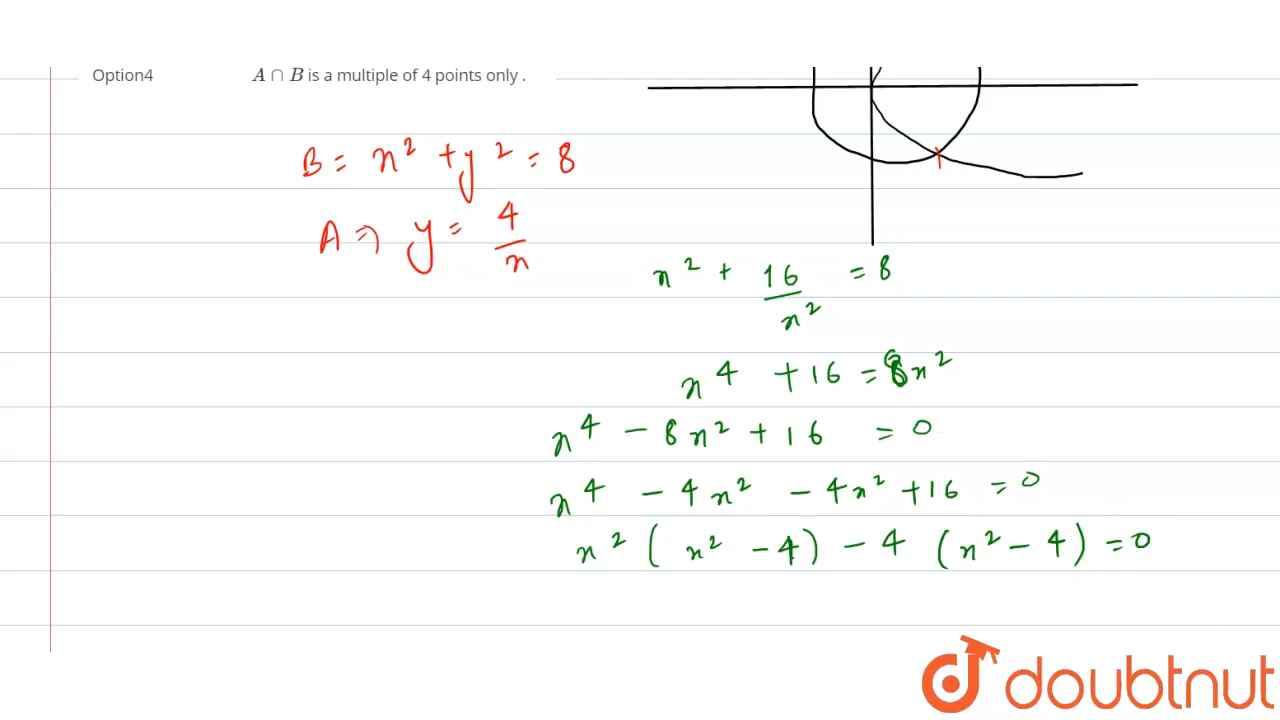 Option4 A ∩ B is a multiple of 4 points only .
B = x² + y² = 8
A ⇒ y = 4/x
x² + 16/x² = 8
x⁴ + 16 = 8x²
x⁴ - 8x² + 16 = 0
x⁴ - 4x² - 4x² + 16 = 0
x² (x² - 4) - 4 (x² - 4) = 0
doubtnut